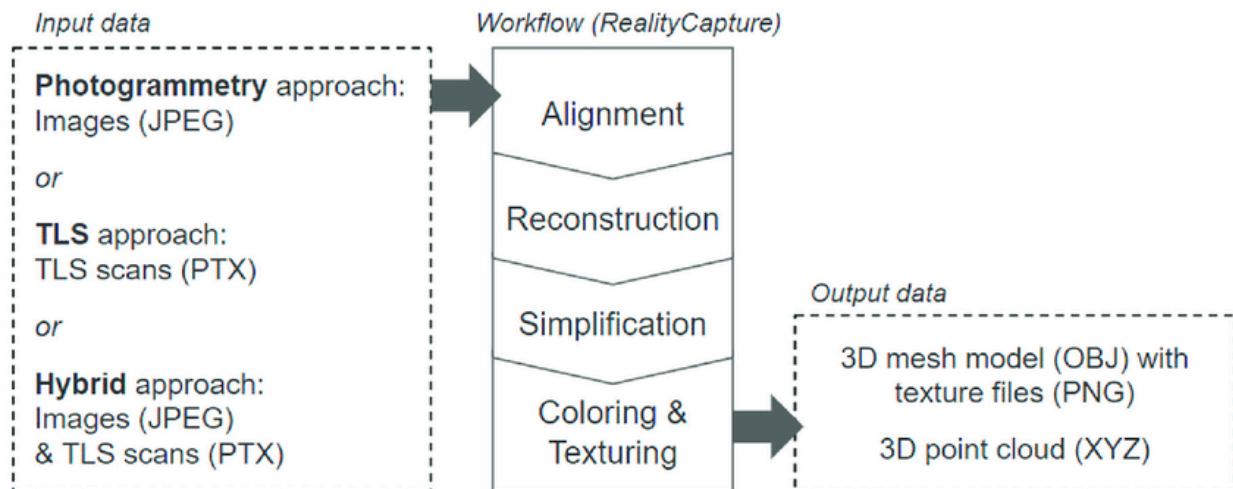 Input data
Photogrammetry approach:
Images (JPEG)
or
TLS approach:
TLS scans (PTX)
or
Hybrid approach:
Images (JPEG)
& TLS scans (PTX)
Workflow (RealityCapture)
Alignment
Reconstruction
Simplification
Coloring &
Texturing
Output data
3D mesh model (OBJ) with
texture files (PNG)
3D point cloud (XYZ)